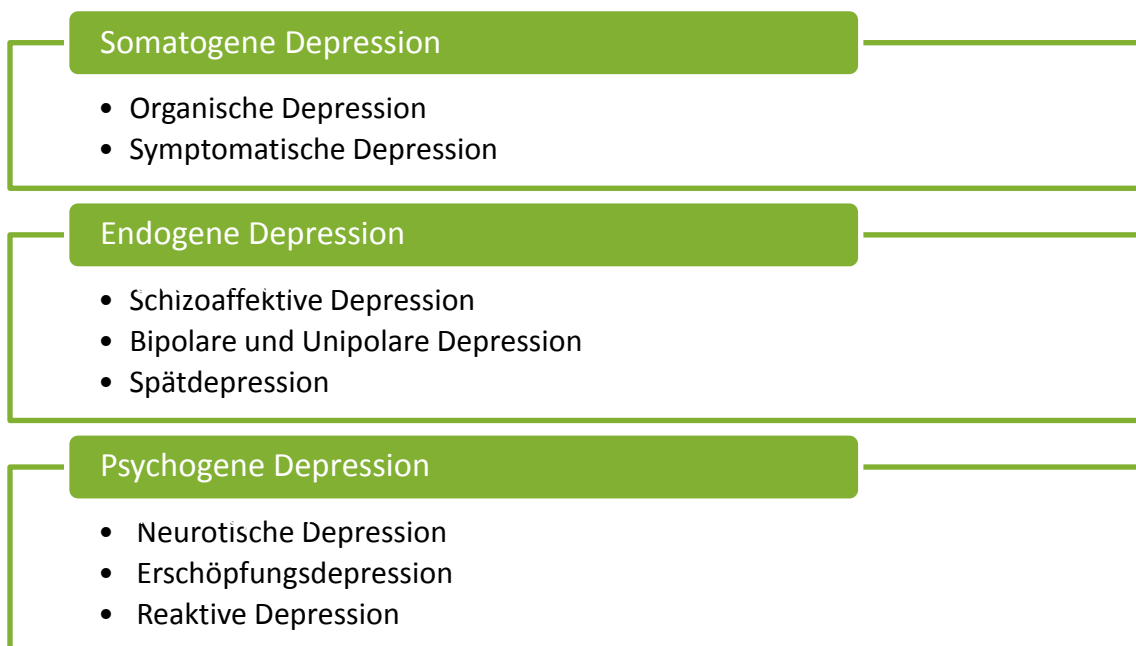 Somatogene Depression
• Organische Depression
• Symptomatische Depression
Endogene Depression
• Schizoaffektive Depression
• Bipolare und Unipolare Depression
• Spätdepression
Psychogene Depression
• Neurotische Depression
• Erschöpfungsdepression
• Reaktive Depression